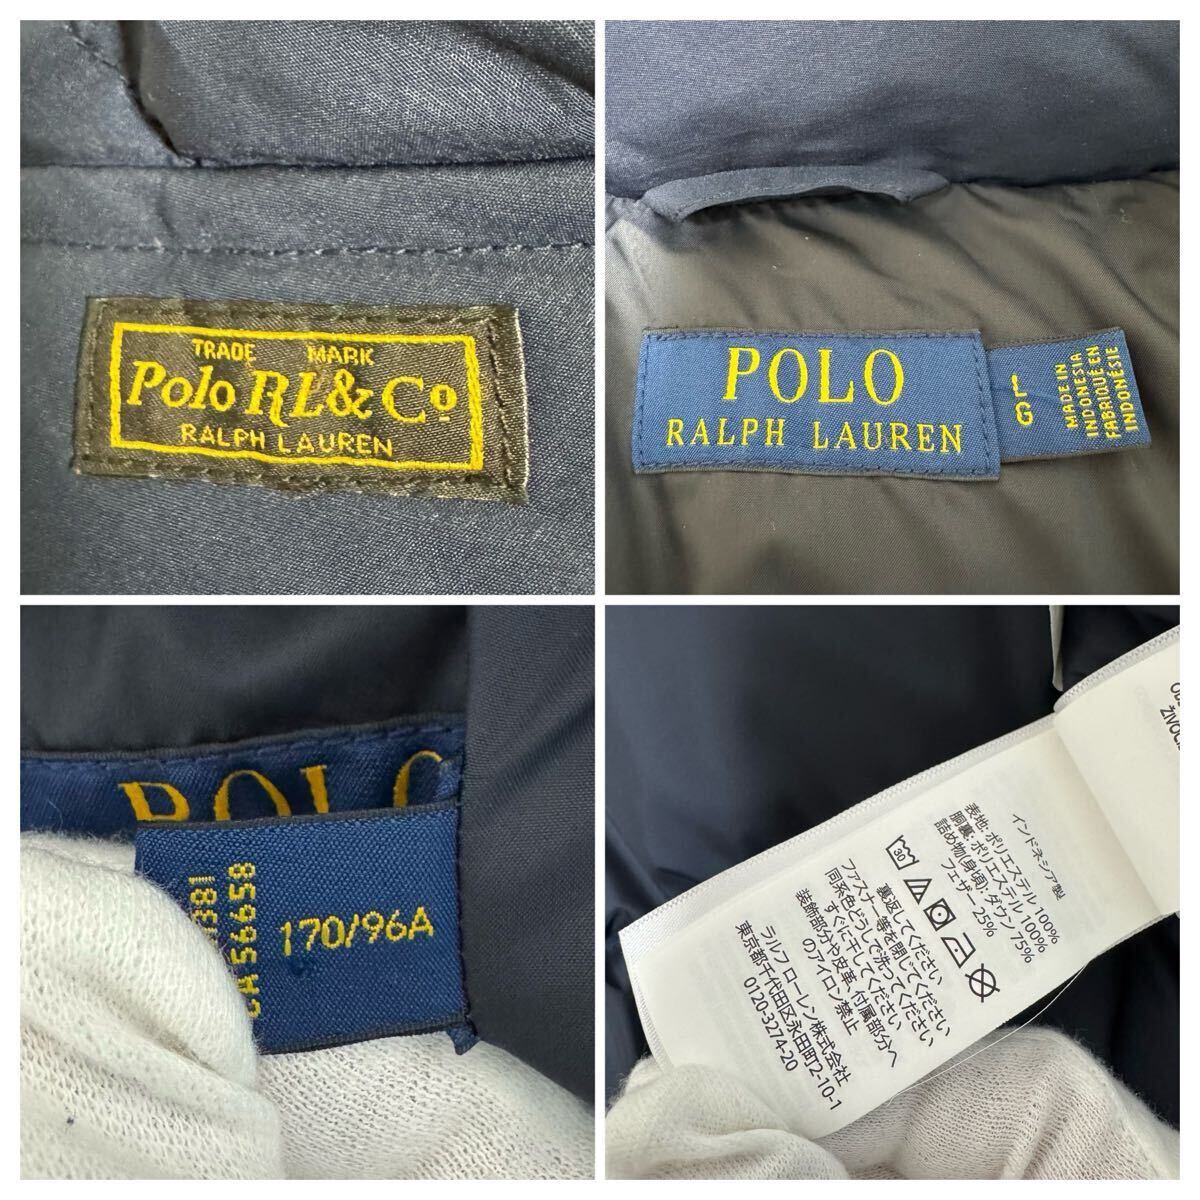 TRADE MARK
Polo RL & Co
RALPH LAUREN
POLO
RALPH LAUREN
L
G
MADE IN
INDONESIA
FABRIQUÉ EN
INDONÉSIE
POLO
170/96A
CA 56658
インドネシア製
表地: ポリエステル 100%
胴裏: ポリエステル 100%
詰め物(身頃): ダウン 75%
フェザー 25%
30
裏返してください
ファスナー等を閉じてください
同系色どうしで洗ってください
すぐに干してください
装飾部分や皮革、付属部分へ
のアイロン禁止
ラルフ ローレン株式会社
東京都千代田区永田町2-10-1
0120-3274-20